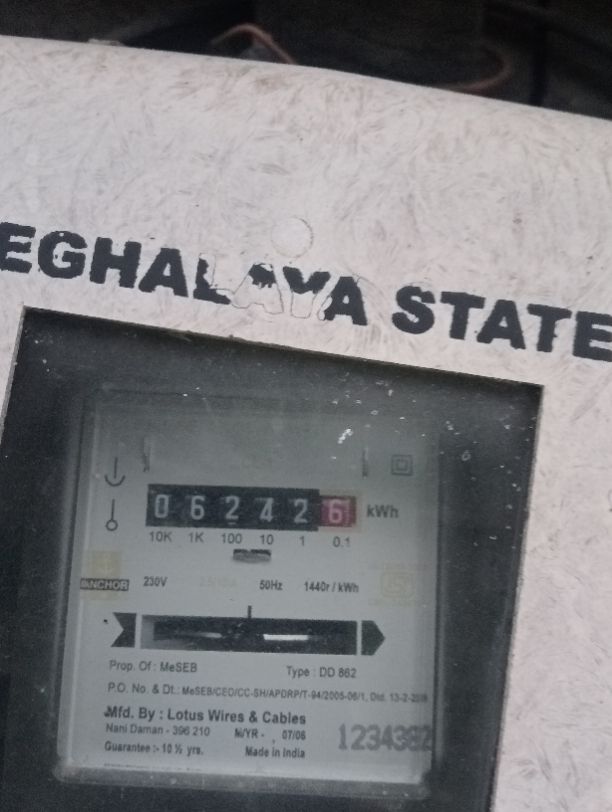 EGHALAYA STATE
0 6 2 4 2 6 kWh
10K 1K 100 10 1 0.1
ANCHOR 230V 50Hz 1440r / kWh
Prop. Of : MeSEB Type : DD 862
P.O. No. & Dt.: MeSEB/CEO/CC-SH/APDRP/T-94/2005-06/1, Dtd. 13-2-
Mfd. By : Lotus Wires & Cables
Nani Daman - 396 210 M/YR - 07/06
Guarantee :- 10 ½ yrs. Made in India
1234392